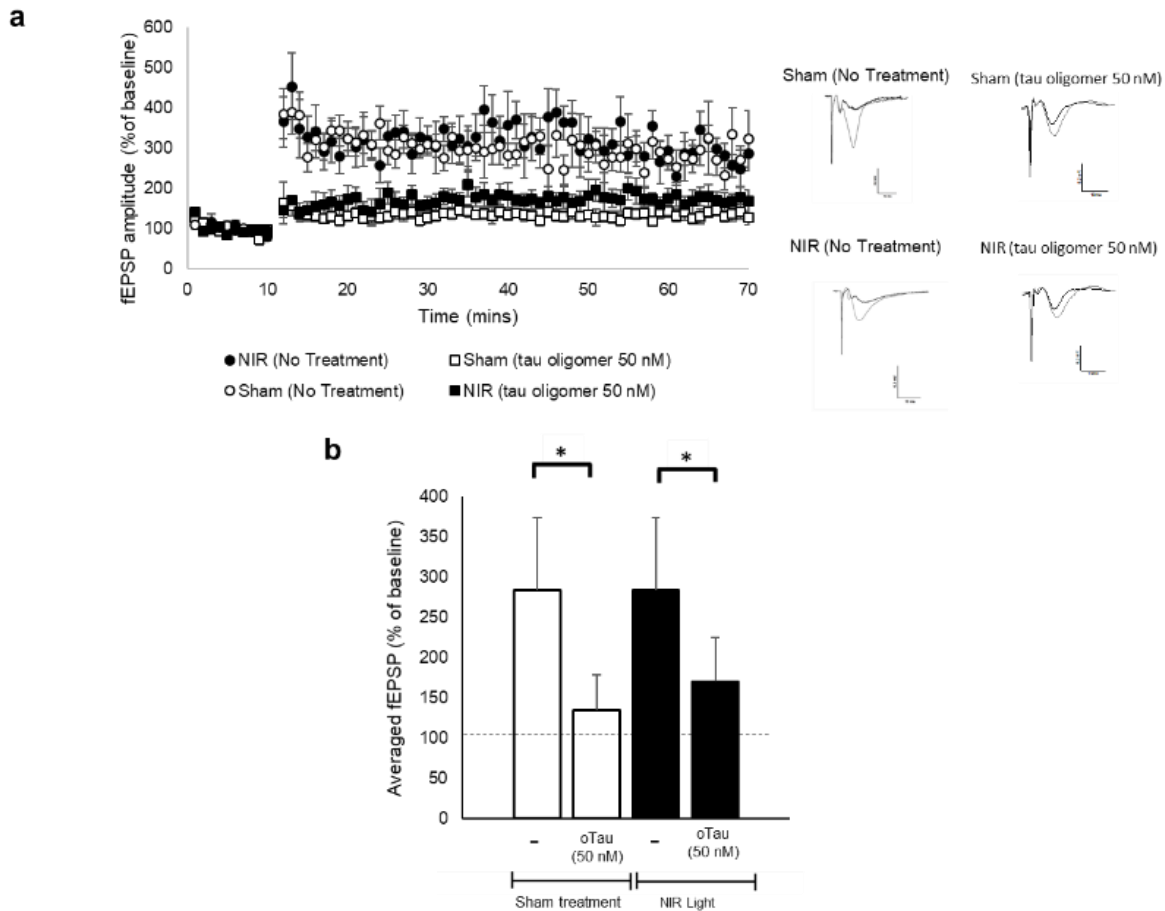 a
600
500
400
300
200
100
0
fEPSP amplitude (% of baseline)
0 10 20 30 40 50 60 70
Time (mins)
NIR (No Treatment)
Sham (tau oligomer 50 nM)
Sham (No Treatment)
NIR (tau oligomer 50 nM)
Sham (No Treatment)
Sham (tau oligomer 50 nM)
NIR (No Treatment)
NIR (tau oligomer 50 nM)
b
* *
400
350
300
250
200
150
100
50
0
Averaged fEPSP (% of baseline)
- oTau - oTau
(50 nM) (50 nM)
Sham treatment NIR Light